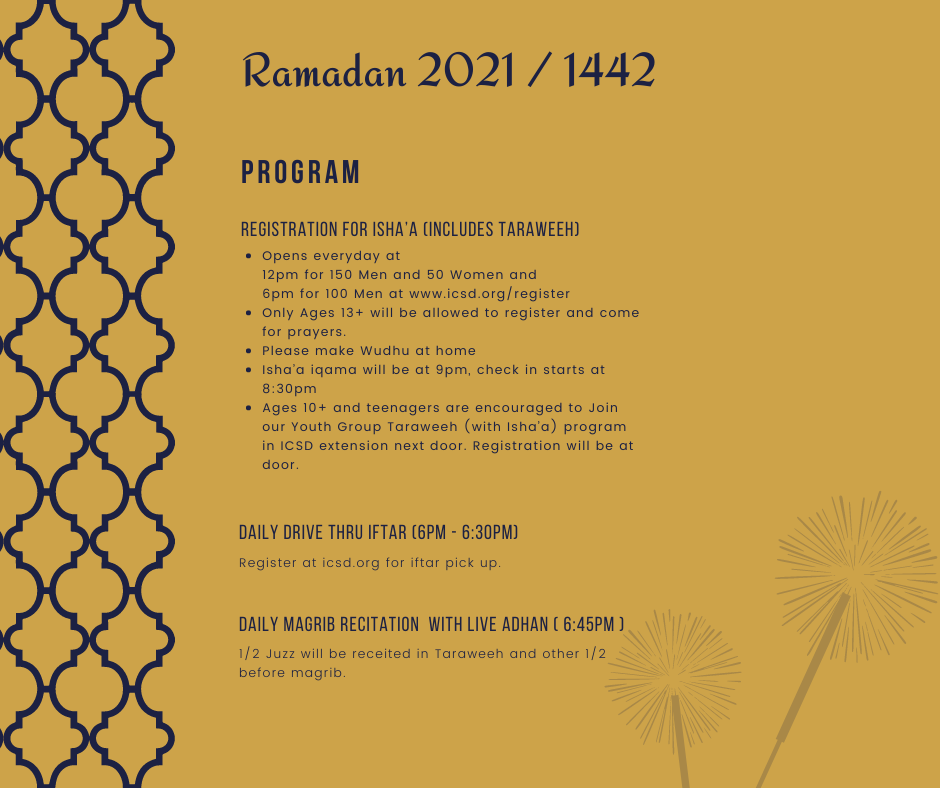 Ramadan 2021 / 1442
PROGRAM
REGISTRATION FOR ISHA'A (INCLUDES TARAWEEH)
• Opens everyday at
12pm for 150 Men and 50 Women and
6pm for 100 Men at www.icsd.org/register
• Only Ages 13+ will be allowed to register and come
for prayers.
• Please make Wudhu at home
• Isha'a iqama will be at 9pm, check in starts at
8:30pm
• Ages 10+ and teenagers are encouraged to Join
our Youth Group Taraweeh (with Isha'a) program
in ICSD extension next door. Registration will be at
door.
DAILY DRIVE THRU IFTAR (6PM - 6:30PM)
Register at icsd.org for iftar pick up.
DAILY MAGRIB RECITATION WITH LIVE ADHAN ( 6:45PM )
1/2 Juzz will be receited in Taraweeh and other 1/2
before magrib.